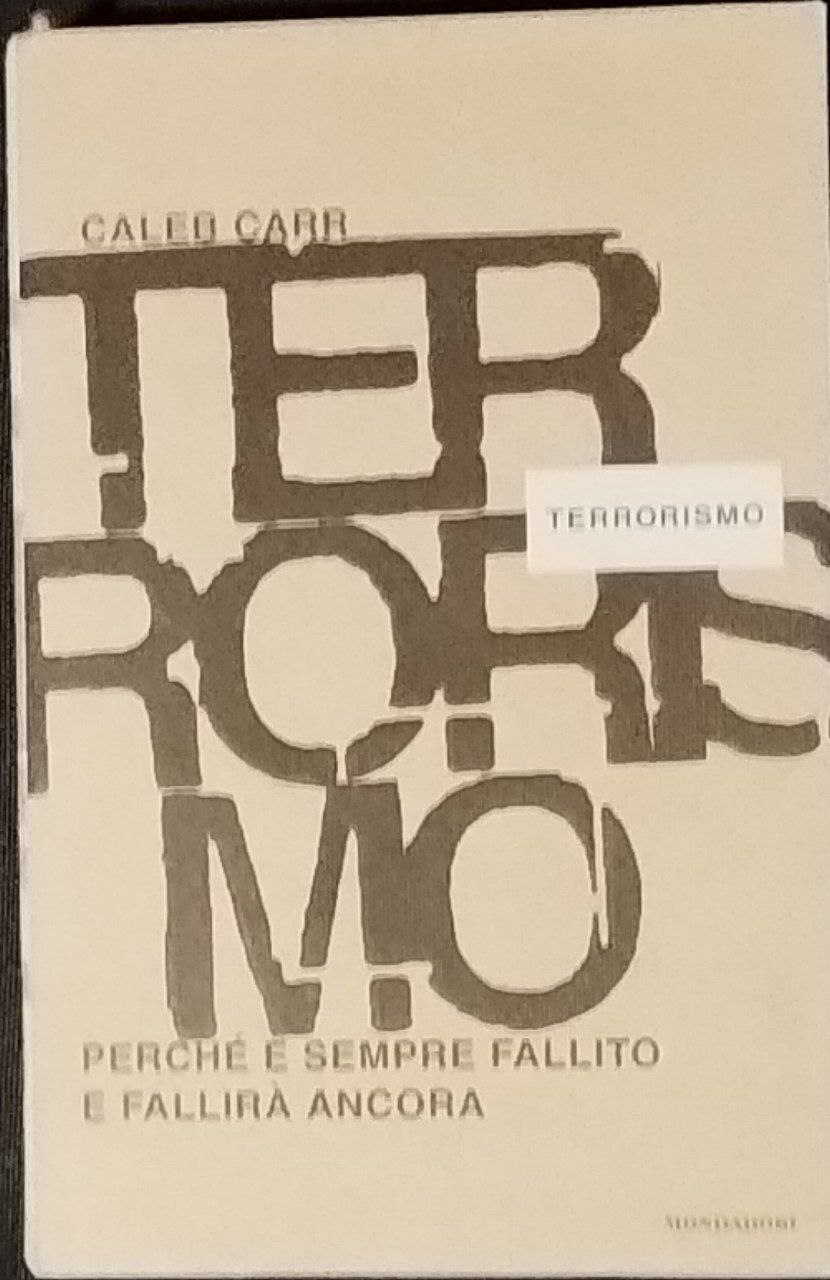 CALEB CARR
TER
RORIS
MO
TERRORISMO
PERCHÉ È SEMPRE FALLITO
E FALLIRÀ ANCORA
MONDADORI